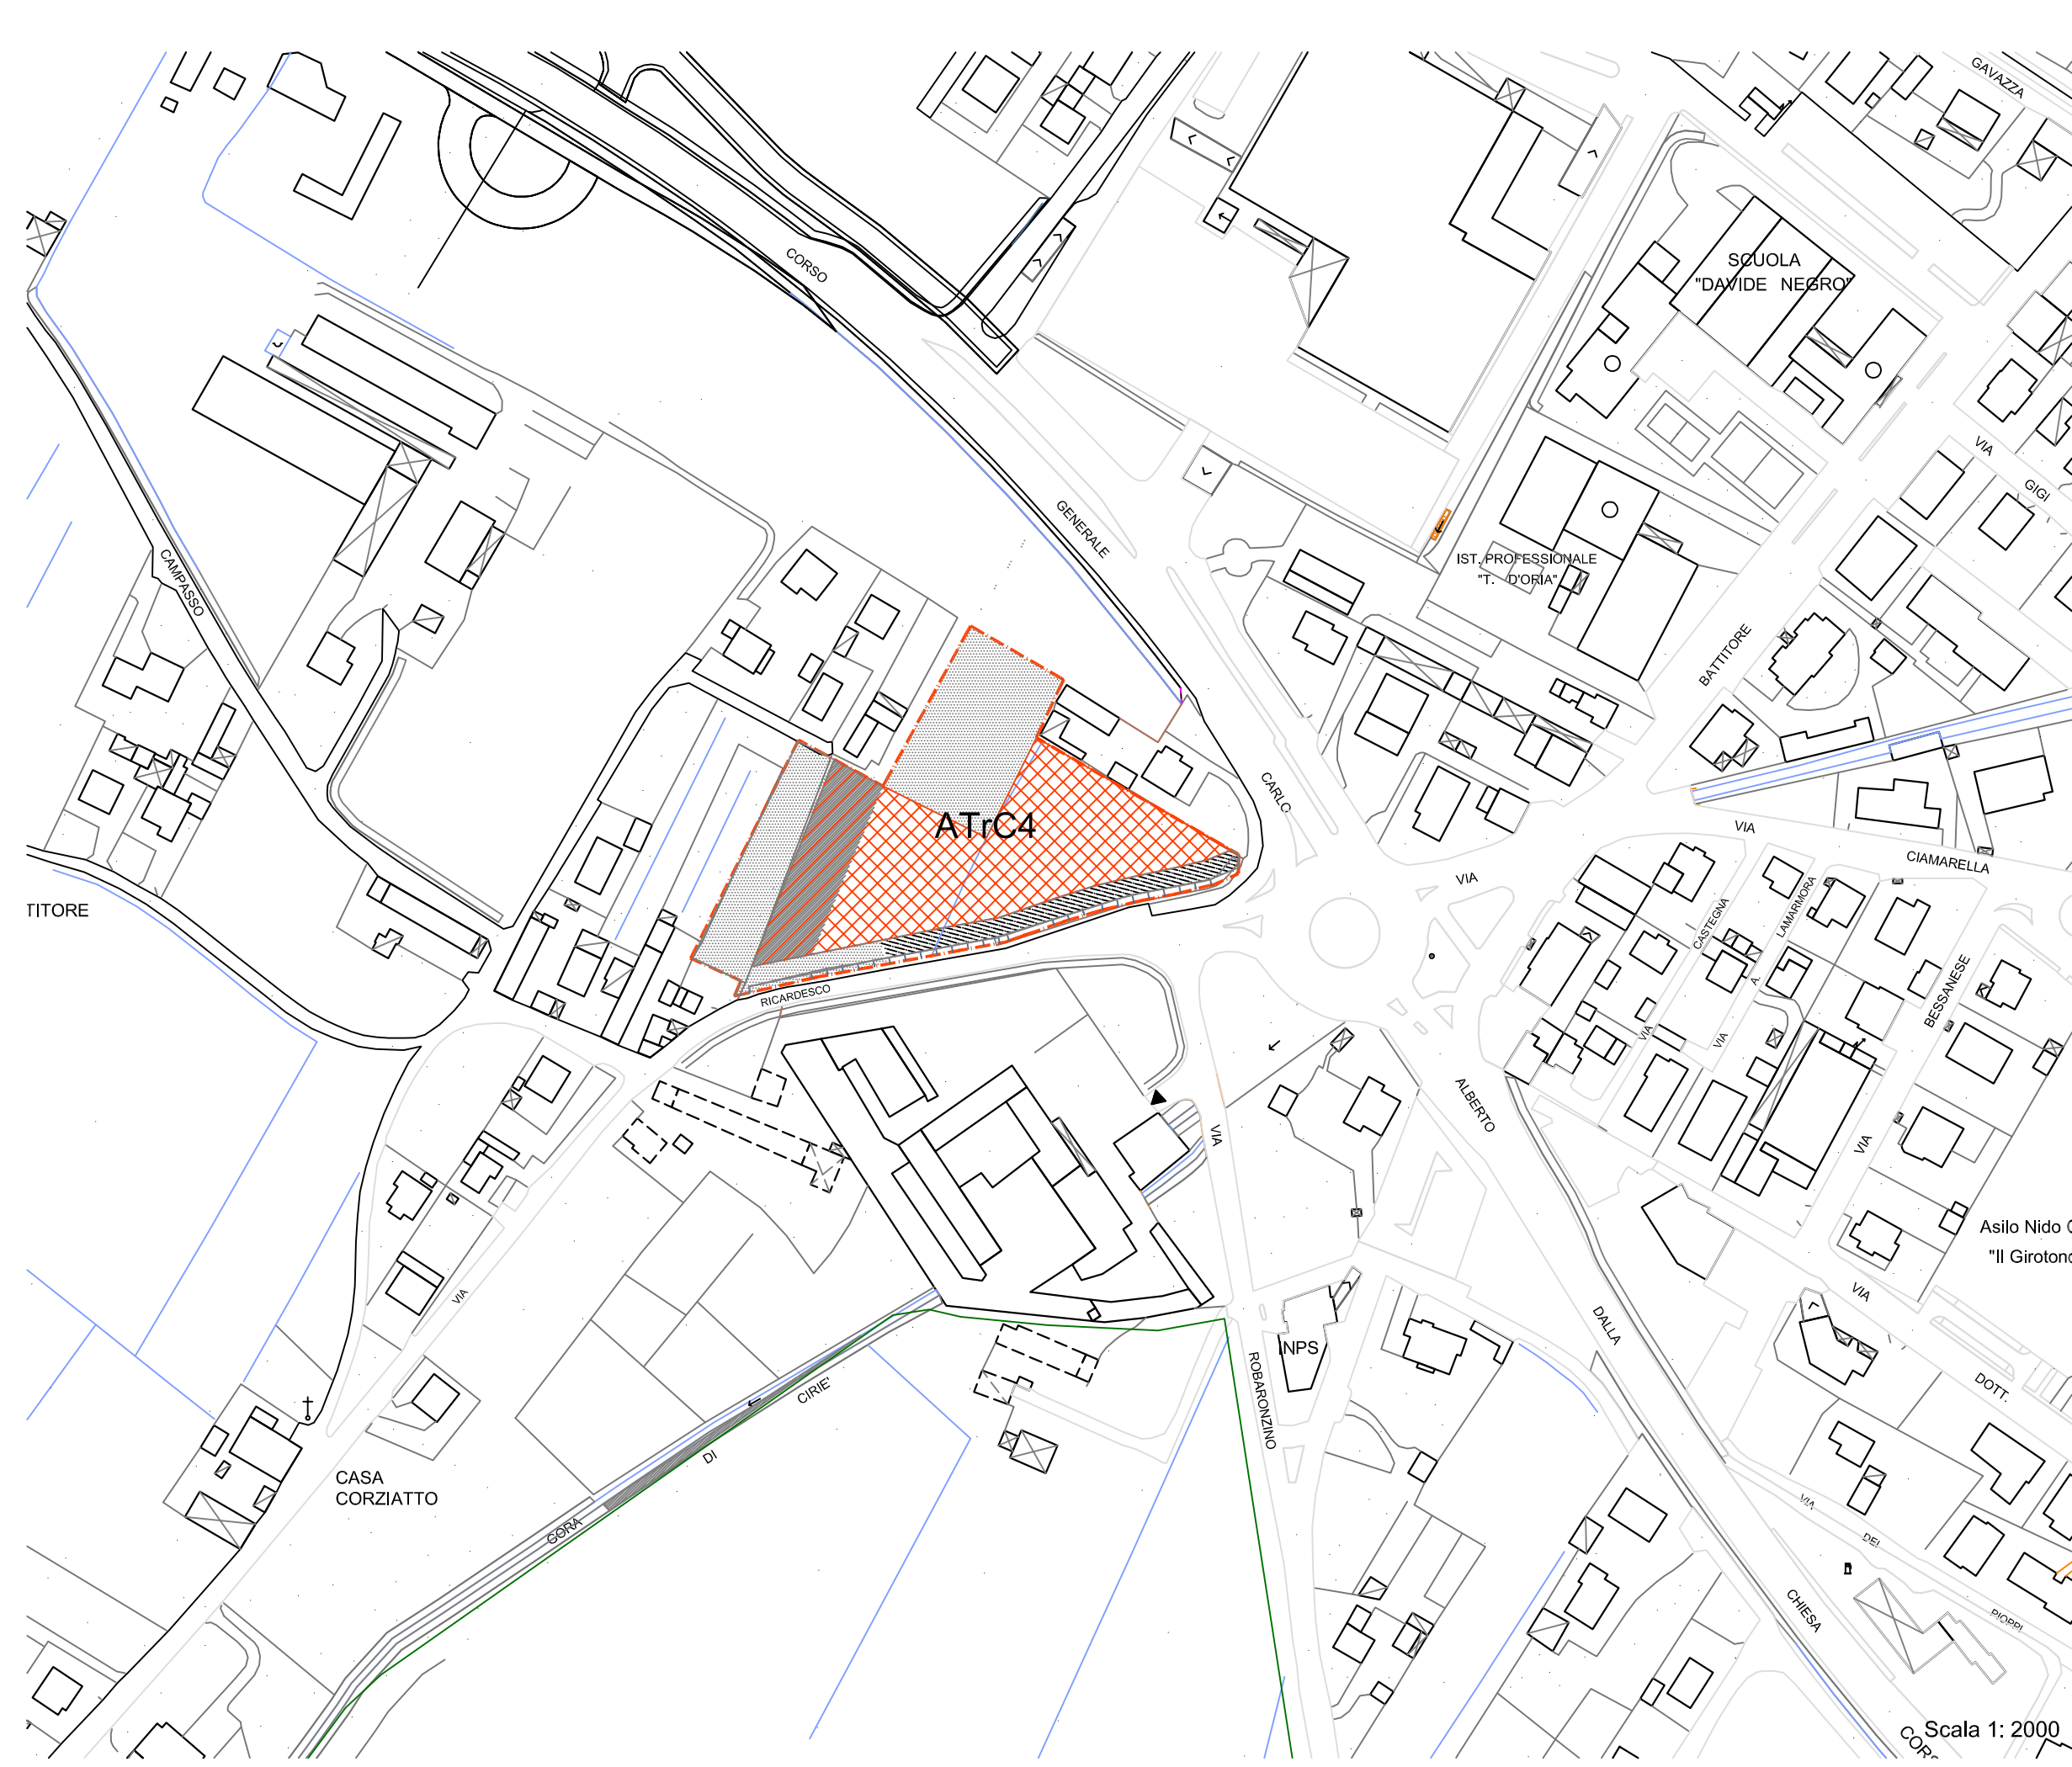 GAVAZZA
CORSO
SCUOLA
"DAVIDE NEGRO"
VIA
GIGI
GENERALE
IST. PROFESSIONALE
"T. D'ORIA"
CAMPASSO
BATTITORE
CARLO
ATrC4
VIA
CIAMARELLA
VIA
TITORE
CASTEGNA
LAMARMORA
A.
RICARDESCO
BESSANESE
VIA
VIA
ALBERTO
VIA
VIA
Asilo Nido
"Il Giroton
VIA
VIA
DALLA
INPS
ROBARONZINO
CIRIE'
DOTT.
DI
CASA
CORZIATTO
GORA
VIA
DEI
CHIESA
PIOPPI
CORS
Scala 1: 2000